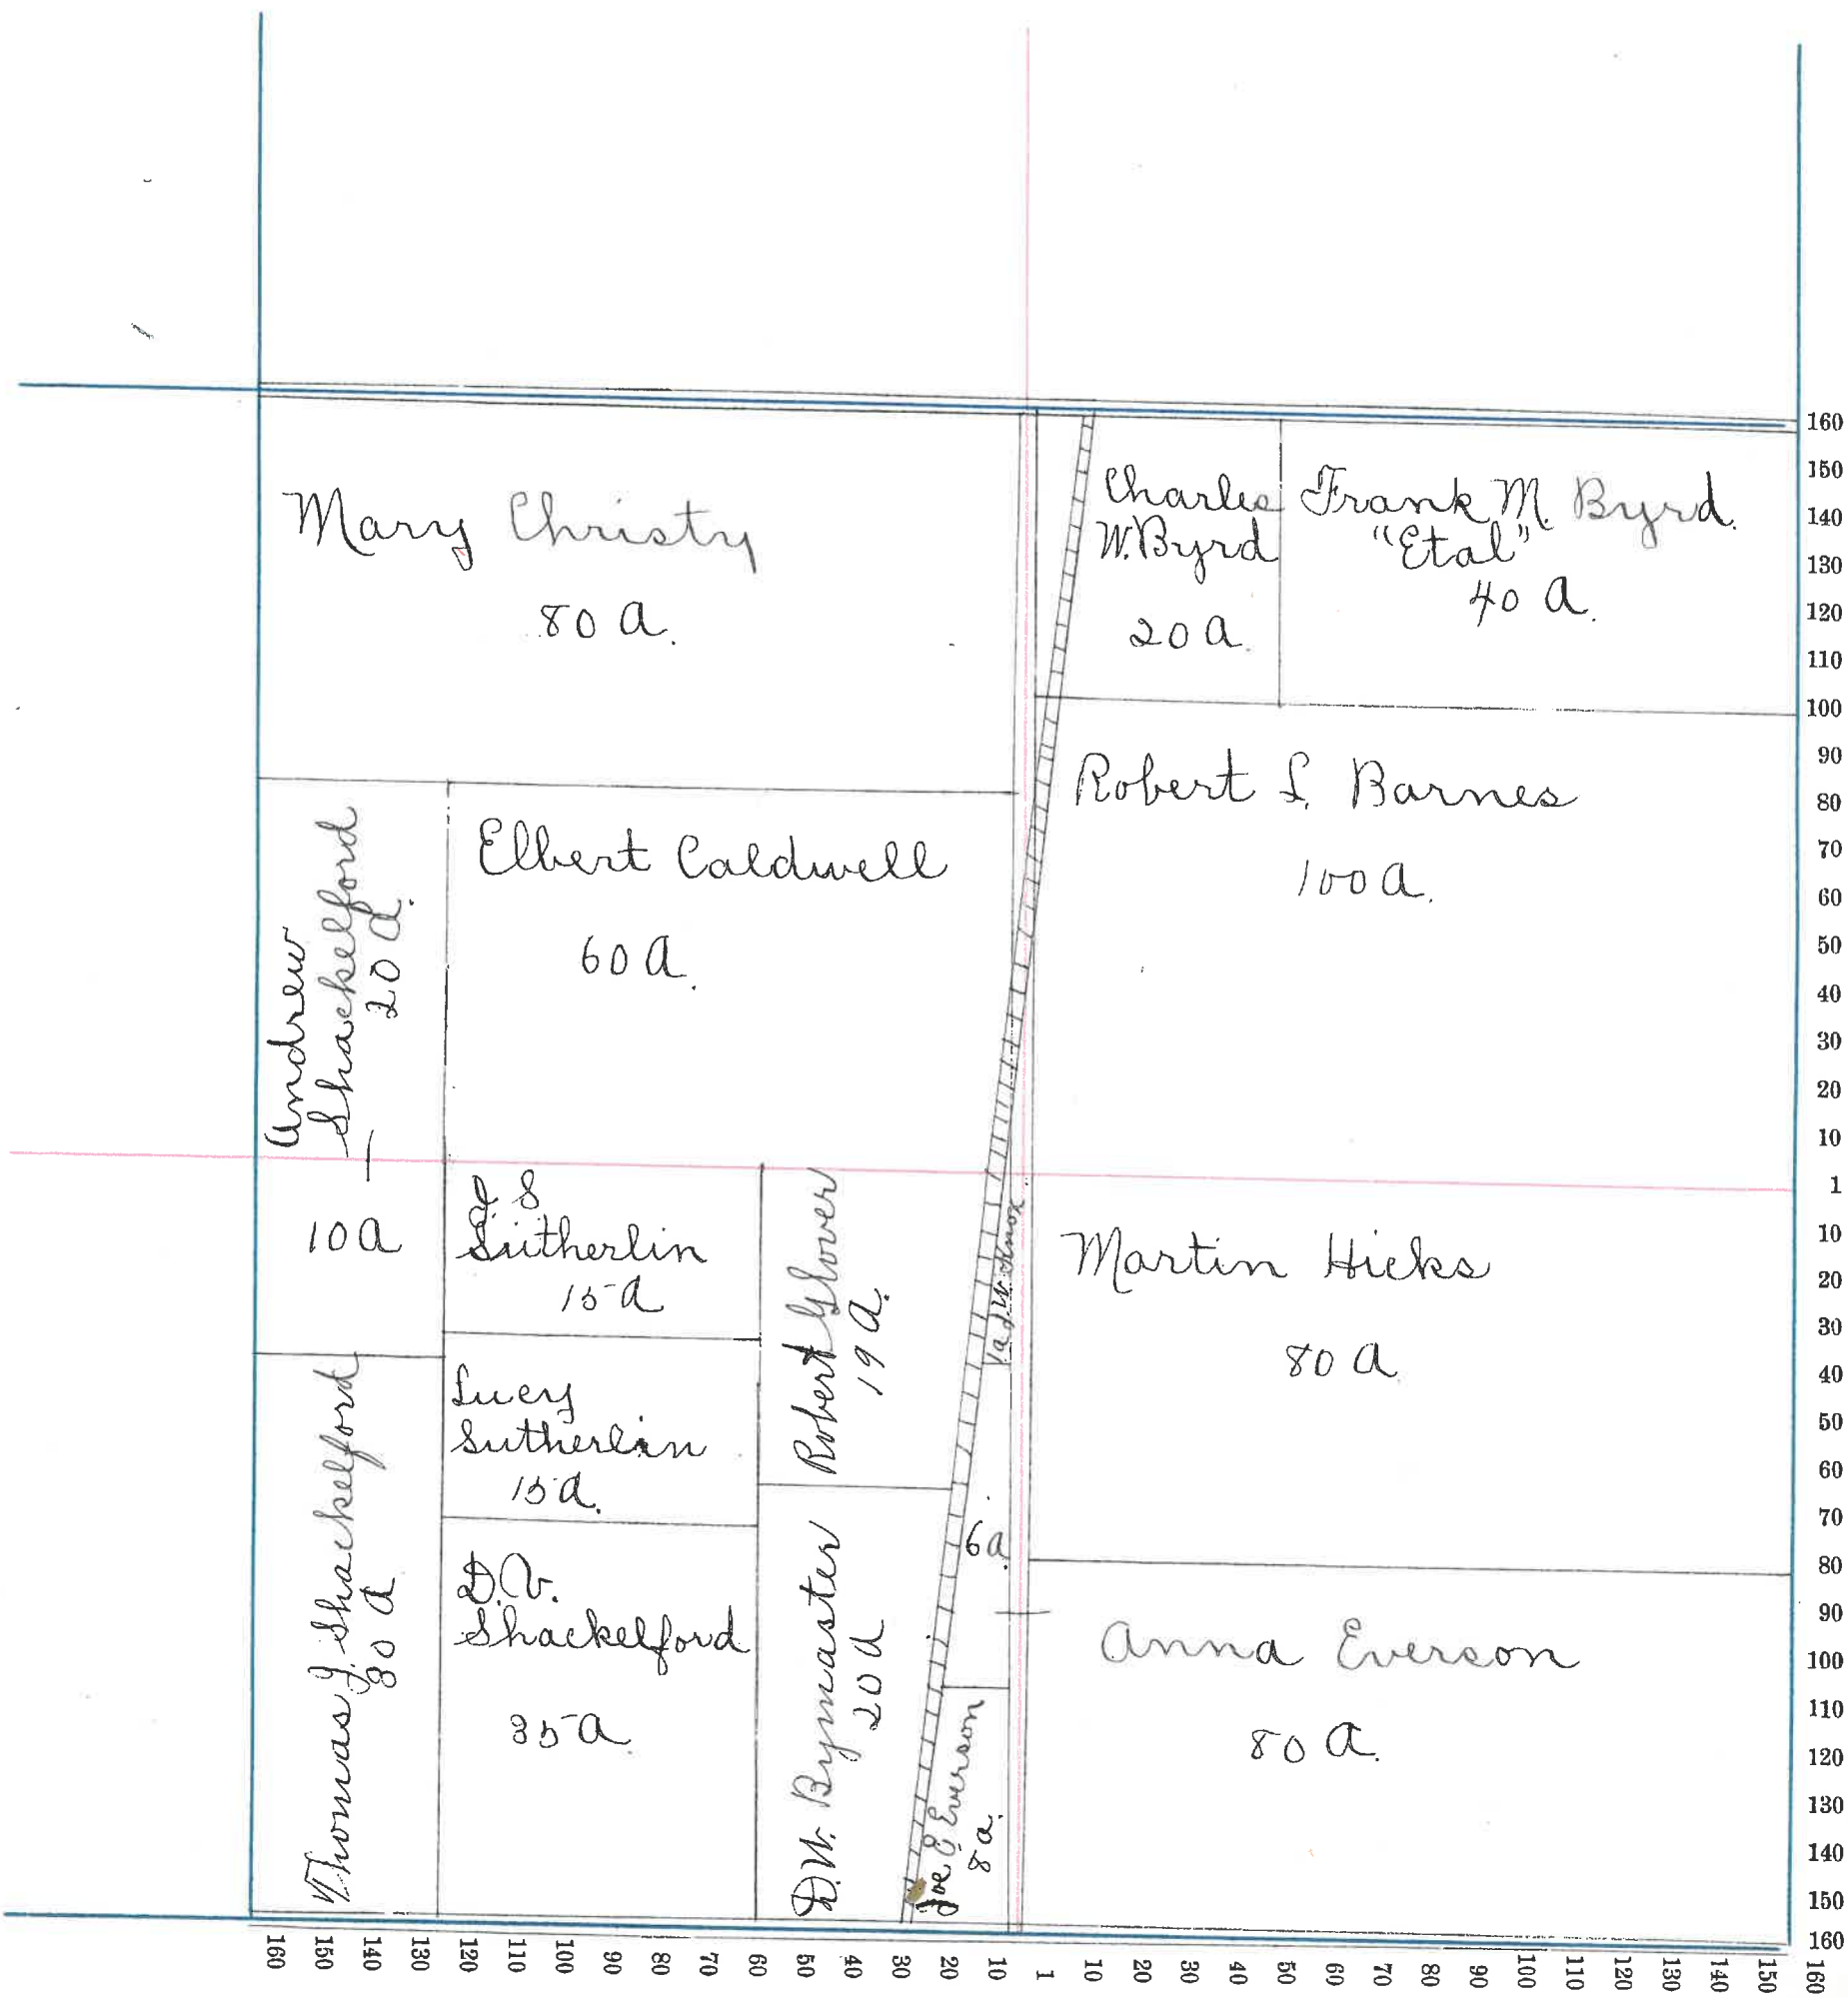 Mary Christy
80 a.
Charles
W. Byrd
20 a.
Frank M. Byrd.
"Etal"
40 a.
Robert L. Barnes
100 a.
Andrew
Shackelford
20 a.
10 a
Elbert Caldwell
60 a.
S
Sutherlin
15 a
Lucy
Sutherlin
15 a.
D.V.
Shackelford
35 a
Thomas J. Shackelford
30 a
Robert Glover
19 a.
D.W. Bymaster
20 a
1 a. J. W. Knox
6 a.
Joe E. Everson
8 a.
Martin Hicks
80 a
Anna Everson
80 a.
160
150
140
130
120
110
100
90
80
70
60
50
40
30
20
10
1
10
20
30
40
50
60
70
80
90
100
110
120
130
140
150
160
160 150 140 130 120 110 100 90 80 70 60 50 40 30 20 10 1 10 20 30 40 50 60 70 80 90 100 110 120 130 140 150 160